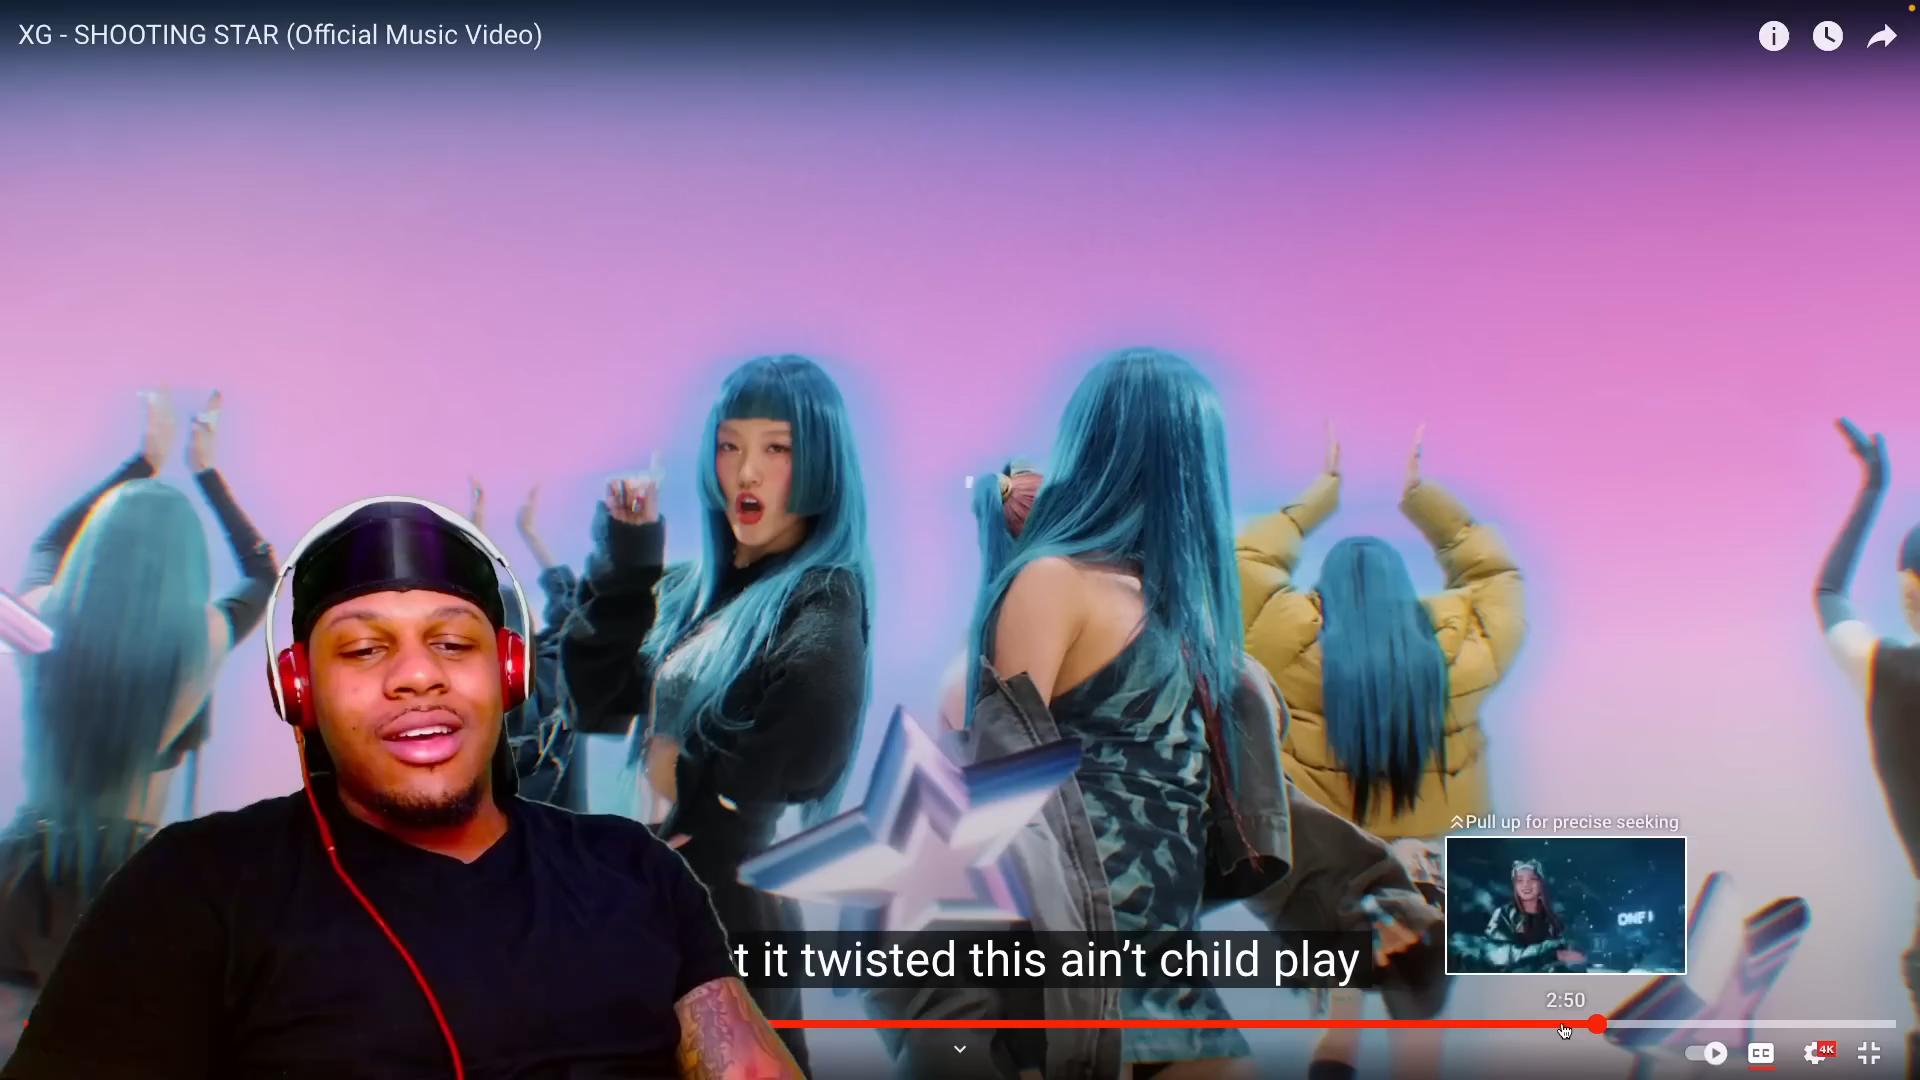 XG - SHOOTING STAR (Official Music Video)
Pull up for precise seeking
ONE
t it twisted this ain't child play
2:50
CC
4K